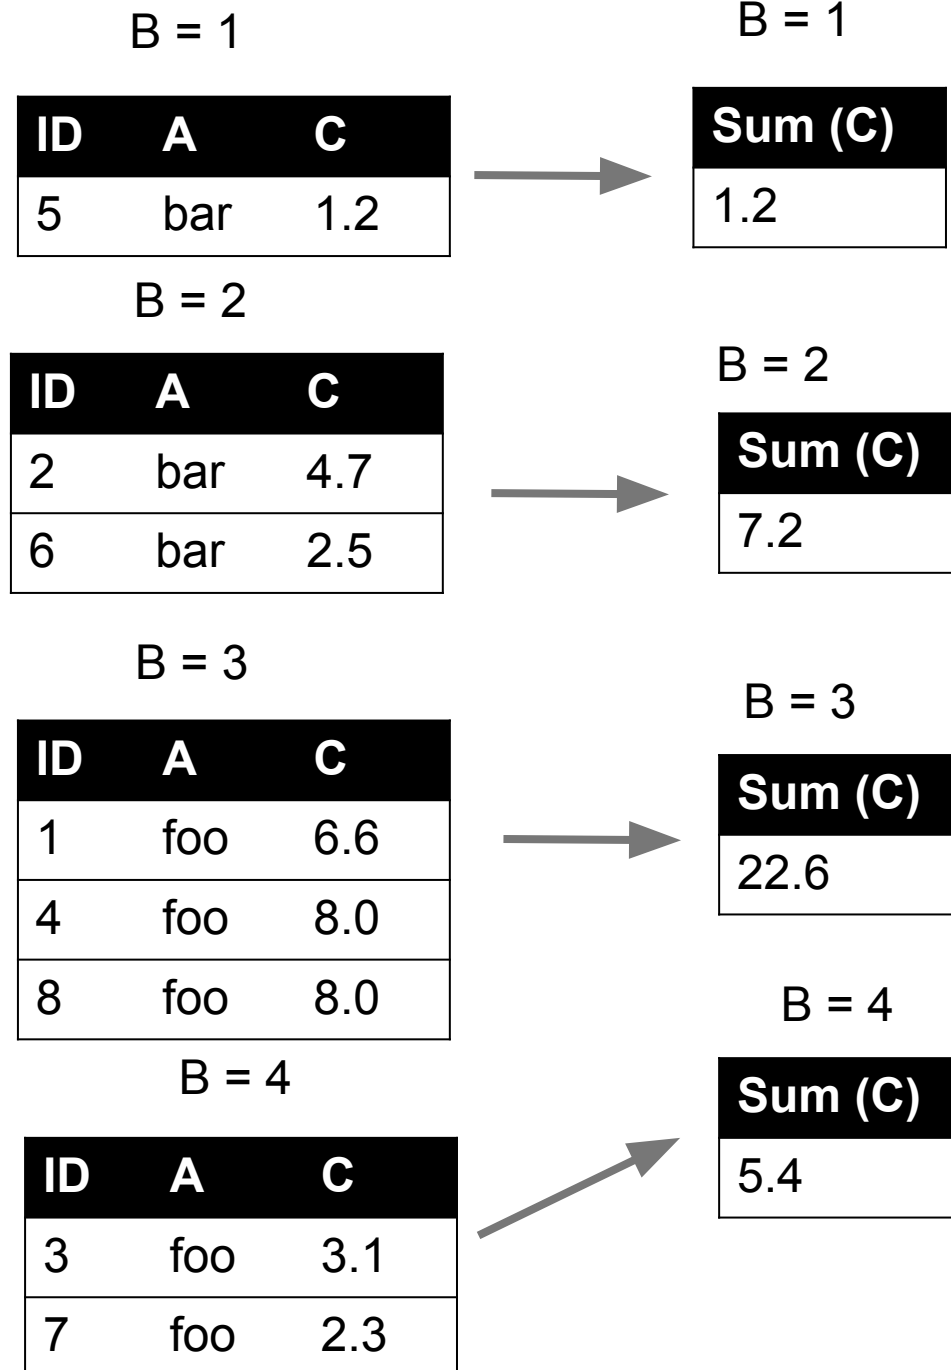 B = 1
ID A C
5 bar 1.2
B = 2
ID A C
2 bar 4.7
6 bar 2.5
B = 3
ID A C
1 foo 6.6
4 foo 8.0
8 foo 8.0
B = 4
ID A C
3 foo 3.1
7 foo 2.3
B = 1
Sum (C)
1.2
B = 2
Sum (C)
7.2
B = 3
Sum (C)
22.6
B = 4
Sum (C)
5.4